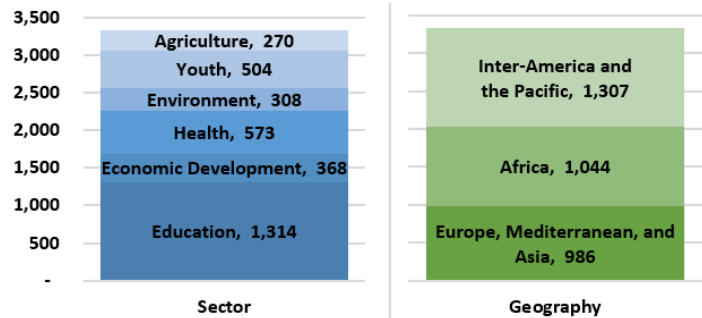 3,500
3,000
2,500
2,000
1,500
1,000
500
-
Agriculture, 270
Youth, 504
Environment, 308
Health, 573
Economic Development, 368
Education, 1,314
Sector
Inter-America and
the Pacific, 1,307
Africa, 1,044
Europe, Mediterranean, and
Asia, 986
Geography